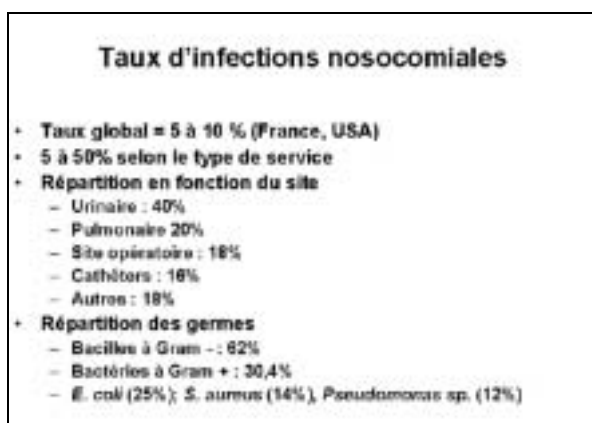 Taux d'infections nosocomiales
• Taux global = 5 à 10 % (France, USA)
• 5 à 50% selon le type de service
• Répartition en fonction du site
– Urinaire : 40%
– Pulmonaire 20%
– Site opératoire : 18%
– Cathéters : 16%
– Autres : 18%
• Répartition des germes
– Bacilles à Gram – : 62%
– Bactéries à Gram + : 30,4%
– E. coli (25%); S. aureus (14%), Pseudomonas sp. (12%)